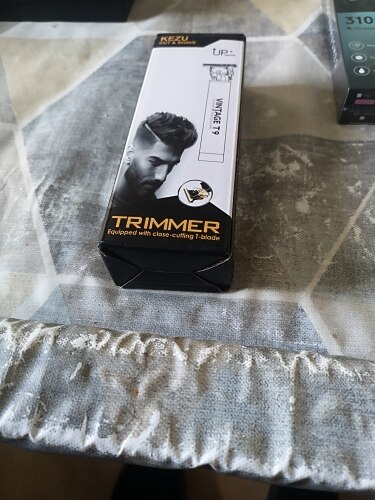 KEZU
CUT & SHAVE
UP+
VINTAGE T9
TRIMMER
Equipped with close-cutting T-blade
310